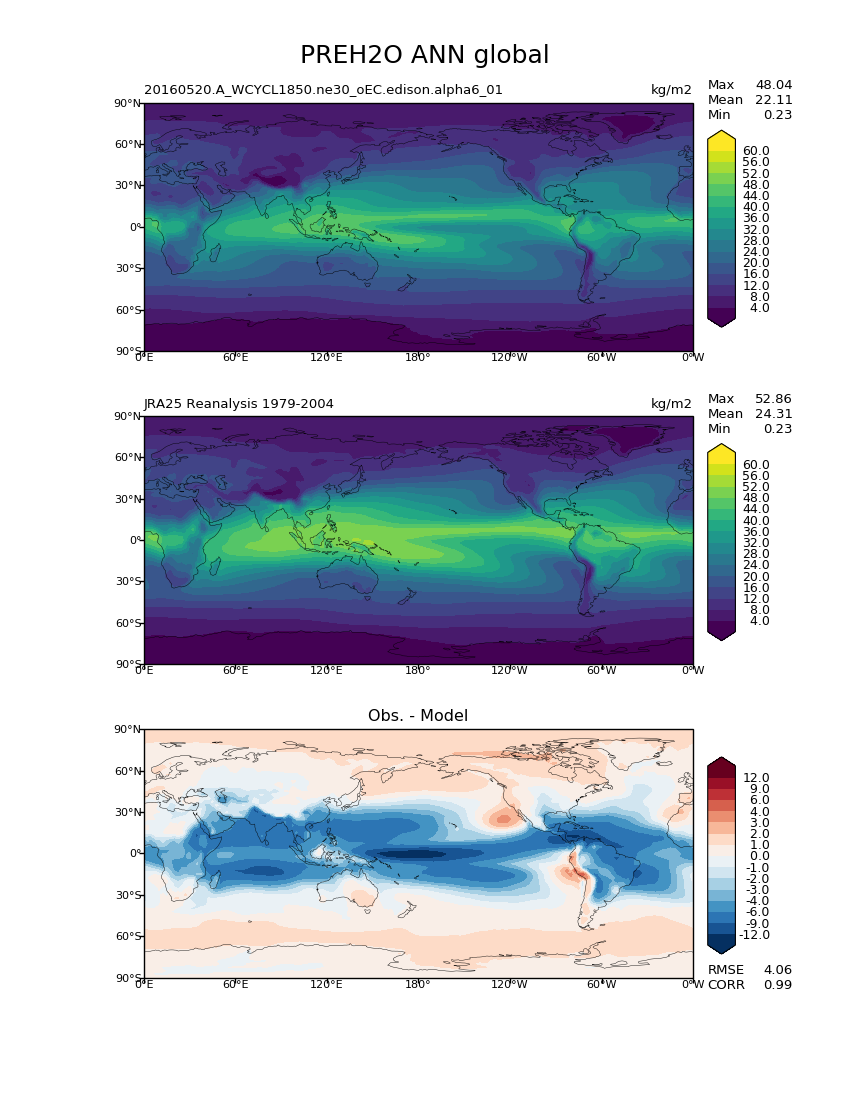 PREH2O ANN global
20160520.A_WCYCL1850.ne30_oEC.edison.alpha6_01 kg/m2
Max 48.04
Mean 22.11
Min 0.23
90°N
60°N
30°N
0°
30°S
60°S
90°S
0°E 60°E 120°E 180° 120°W 60°W 0°W
60.0
56.0
52.0
48.0
44.0
40.0
36.0
32.0
28.0
24.0
20.0
16.0
12.0
8.0
4.0
JRA25 Reanalysis 1979-2004 kg/m2
Max 52.86
Mean 24.31
Min 0.23
90°N
60°N
30°N
0°
30°S
60°S
90°S
0°E 60°E 120°E 180° 120°W 60°W 0°W
60.0
56.0
52.0
48.0
44.0
40.0
36.0
32.0
28.0
24.0
20.0
16.0
12.0
8.0
4.0
Obs. - Model
90°N
60°N
30°N
0°
30°S
60°S
90°S
0°E 60°E 120°E 180° 120°W 60°W 0°W
12.0
9.0
6.0
4.0
3.0
2.0
1.0
0.0
-1.0
-2.0
-3.0
-4.0
-6.0
-9.0
-12.0
RMSE 4.06
CORR 0.99